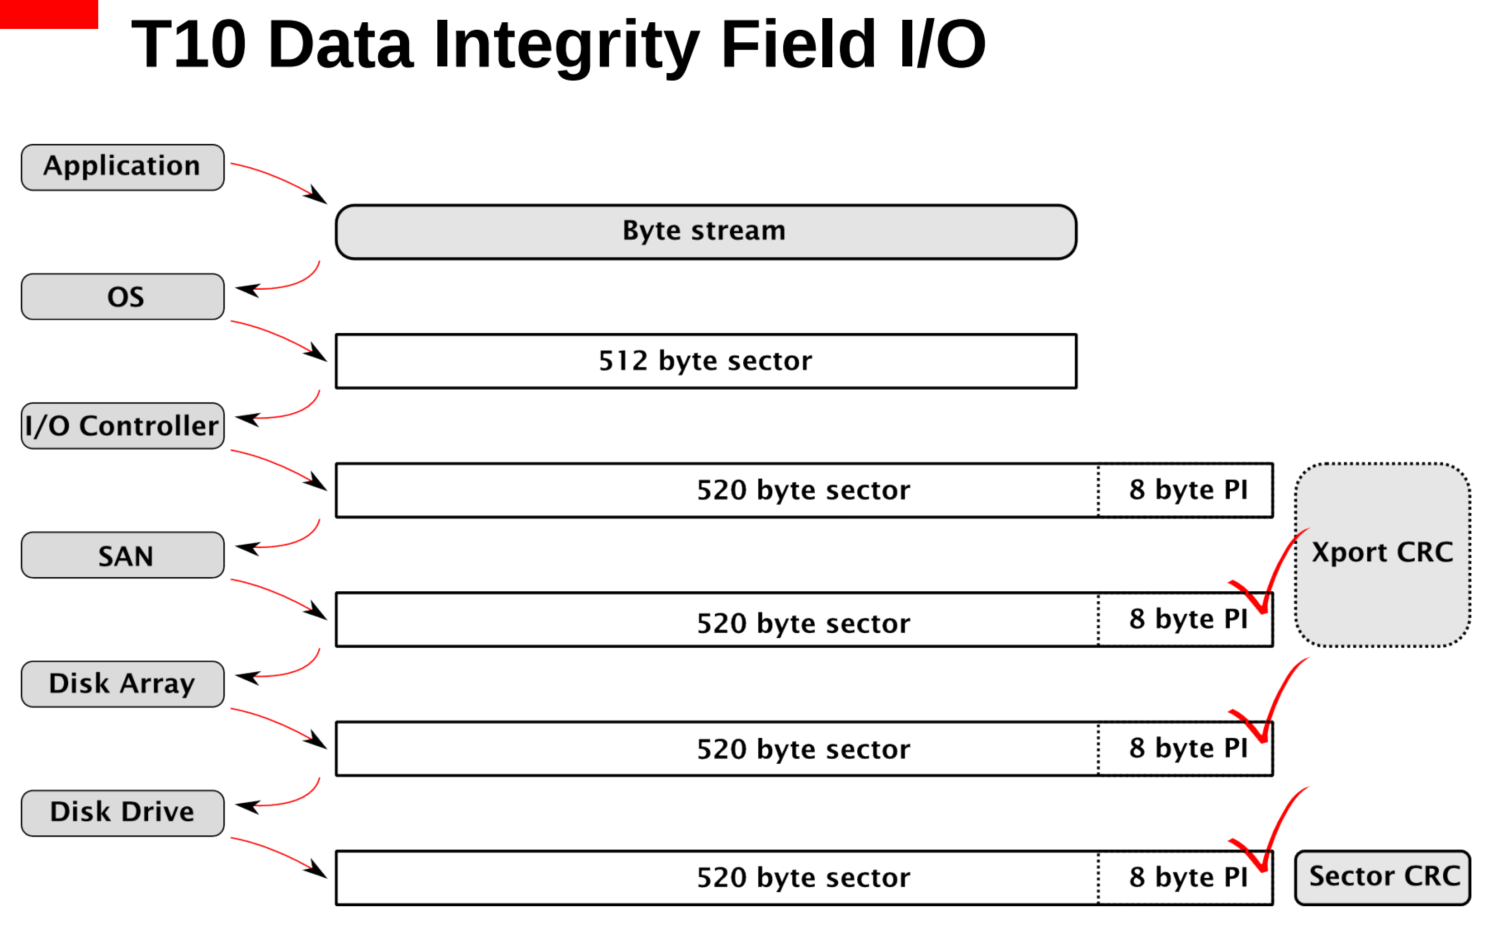 T10 Data Integrity Field I/O
Application
Byte stream
OS
512 byte sector
I/O Controller
520 byte sector 8 byte PI
Xport CRC
SAN
520 byte sector 8 byte PI
Disk Array
520 byte sector 8 byte PI
Disk Drive
520 byte sector 8 byte PI Sector CRC